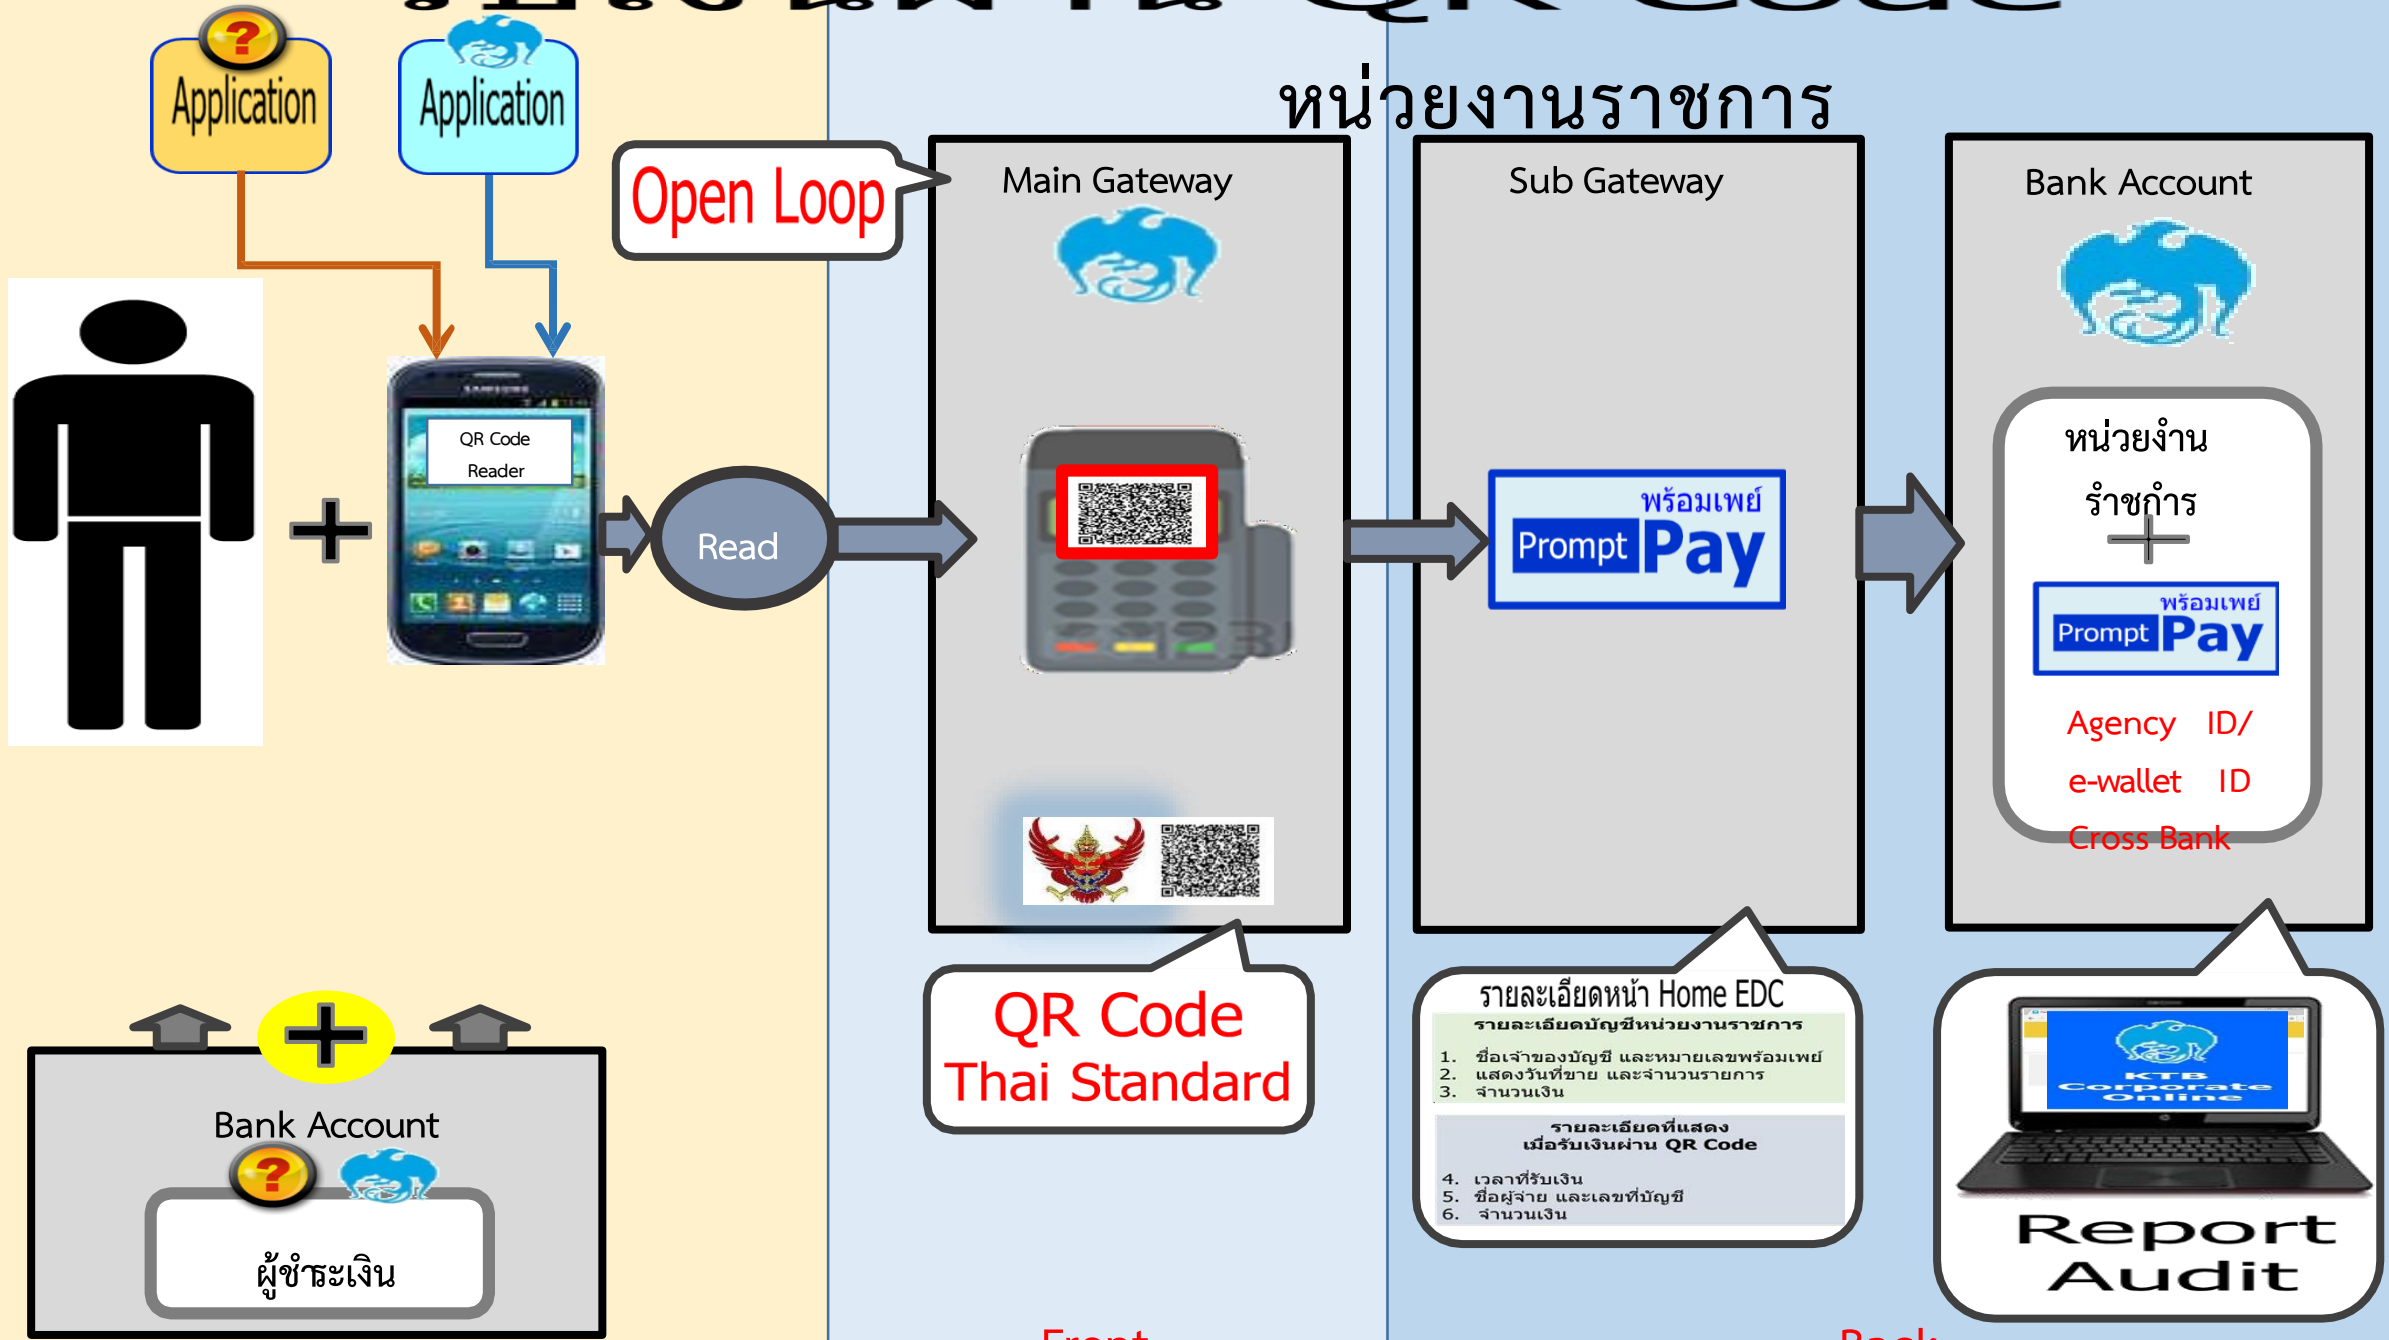 QR Code
หน่วยงานราชการ
Application
Application
Open Loop
Main Gateway
Sub Gateway
Bank Account
SAMSUNG
QR Code
Reader
Read
พร้อมเพย์
Prompt Pay
หน่วยงำน
รำชกำร
พร้อมเพย์
Prompt Pay
Agency ID/
e-wallet ID
Cross Bank
QR Code
Thai Standard
รายละเอียดหน้า Home EDC
รายละเอียดบัญชีหน่วยงานราชการ
1. ชื่อเจ้าของบัญชี และหมายเลขพร้อมเพย์
2. แสดงวันที่ขาย และจำนวนรายการ
3. จำนวนเงิน
รายละเอียดที่แสดง
เมื่อรับเงินผ่าน QR Code
4. เวลาที่รับเงิน
5. ชื่อผู้จ่าย และเลขที่บัญชี
6. จำนวนเงิน
KTB
Corporate
Online
Report
Audit
Bank Account
ผู้ชำระเงิน
Front
Back